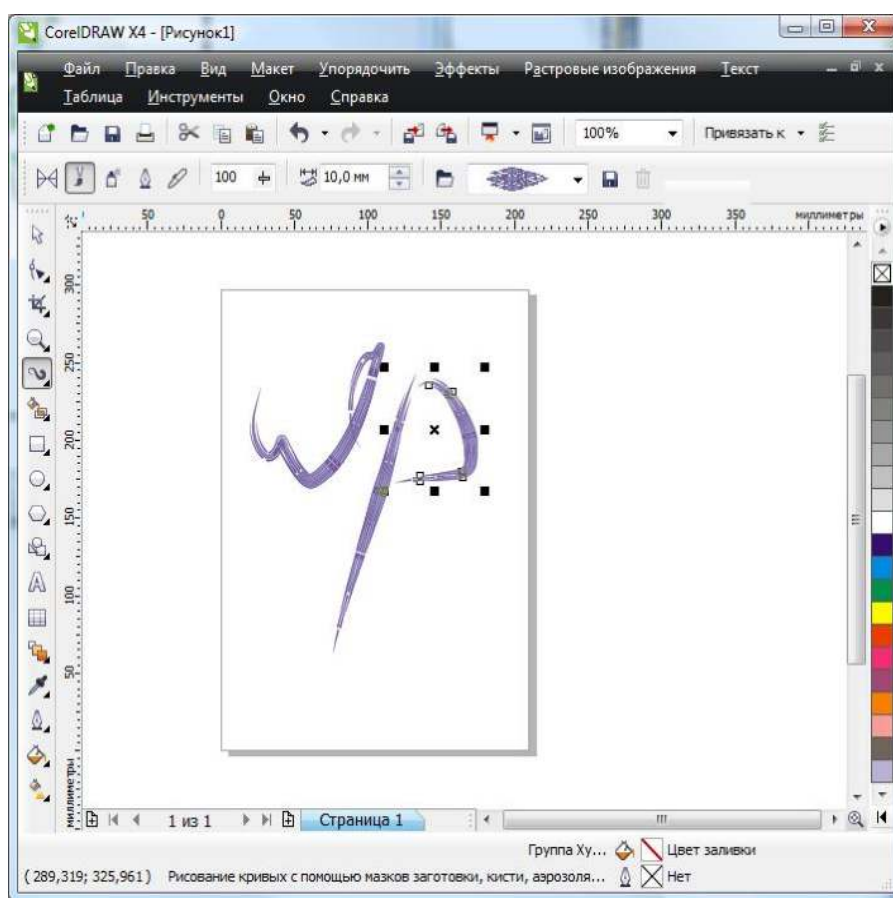 CorelDRAW X4 - [Рисунок1]
Файл Правка Вид Макет Упорядочить Эффекты Растровые изображения Текст
Таблица Инструменты Окно Справка
100% Привязать к
100 10,0 мм
50 0 50 100 150 200 250 300 350 миллиметры
300
250
200
150
100
50
миллиметры
1 из 1 Страница 1
Группа Ху... Цвет заливки
( 289,319; 325,961 ) Рисование кривых с помощью мазков заготовки, кисти, аэрозоля... Нет